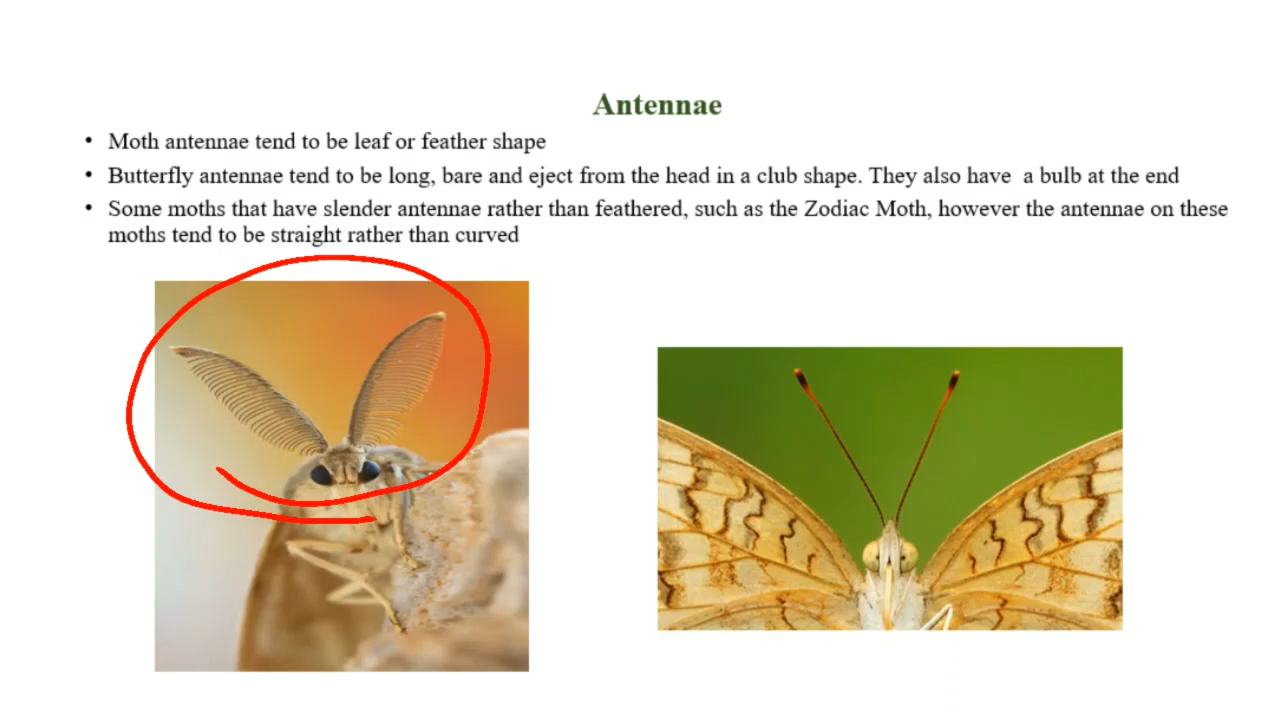 Antennae
• Moth antennae tend to be leaf or feather shape
• Butterfly antennae tend to be long, bare and eject from the head in a club shape. They also have  a bulb at the end
• Some moths that have slender antennae rather than feathered, such as the Zodiac Moth, however the antennae on these
moths tend to be straight rather than curved